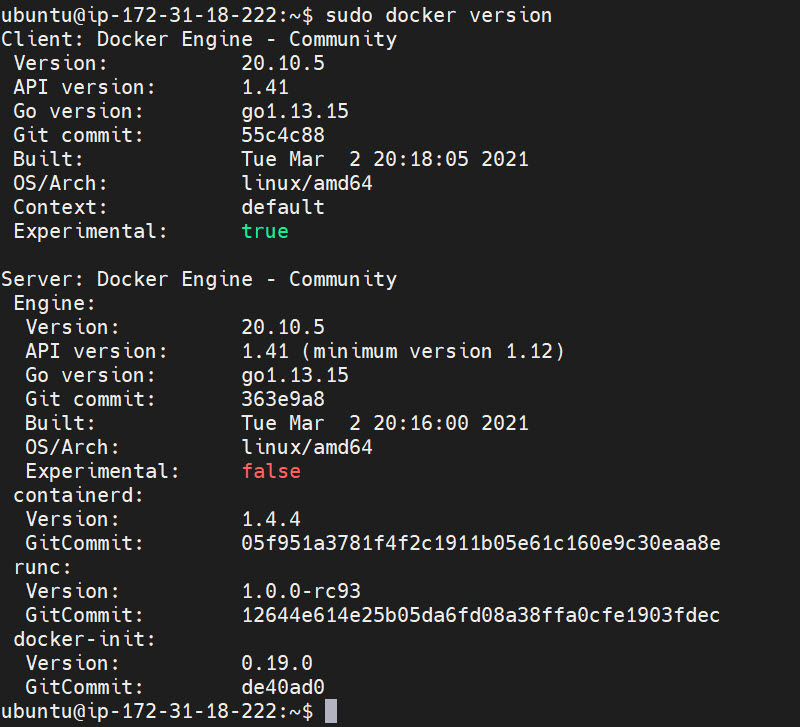 ubuntu@ip-172-31-18-222:~$ sudo docker version
Client: Docker Engine - Community
 Version:           20.10.5
 API version:       1.41
 Go version:        go1.13.15
 Git commit:        55c4c88
 Built:             Tue Mar  2 20:18:05 2021
 OS/Arch:           linux/amd64
 Context:           default
 Experimental:      true

Server: Docker Engine - Community
 Engine:
  Version:          20.10.5
  API version:      1.41 (minimum version 1.12)
  Go version:       go1.13.15
  Git commit:       363e9a8
  Built:            Tue Mar  2 20:16:00 2021
  OS/Arch:          linux/amd64
  Experimental:     false
 containerd:
  Version:          1.4.4
  GitCommit:        05f951a3781f4f2c1911b05e61c160e9c30eaa8e
 runc:
  Version:          1.0.0-rc93
  GitCommit:        12644e614e25b05da6fd08a38ffa0cfe1903fdec
 docker-init:
  Version:          0.19.0
  GitCommit:        de40ad0
ubuntu@ip-172-31-18-222:~$